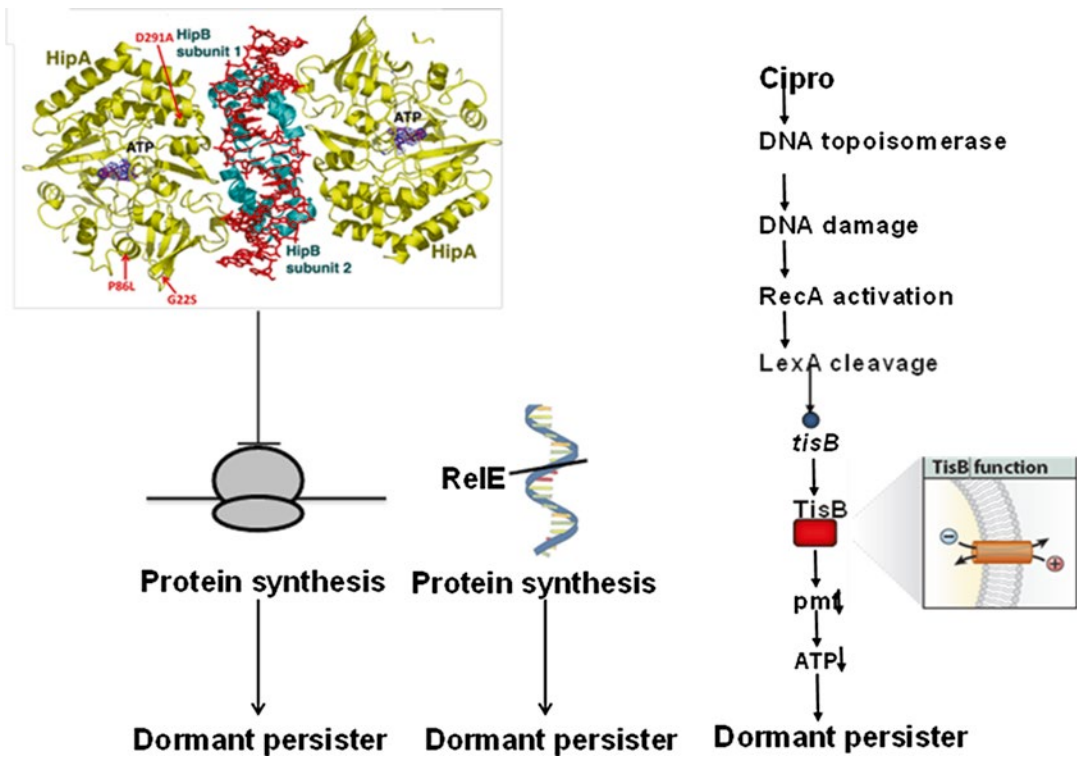 HipB
subunit 1
D291A
HipA
ATP
ATP
HipA
HipB
subunit 2
P86L
G22S
RelE
Protein synthesis
Protein synthesis
Dormant persister
Dormant persister
Cipro
DNA topoisomerase
DNA damage
RecA activation
LexA cleavage
tisB
TisB
pmf
ATP
Dormant persister
TisB function
−
+